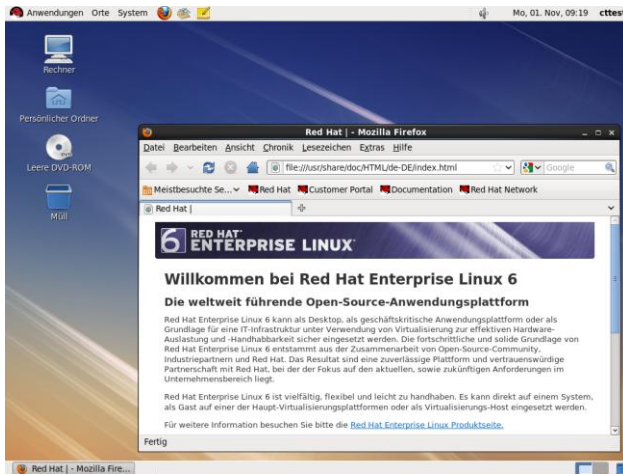 Anwendungen Orte System
Mo, 01. Nov, 09:19 cttest
Rechner
Persönlicher Ordner
Leere DVD-ROM
Müll
Red Hat | - Mozilla Firefox
Datei Bearbeiten Ansicht Chronik Lesezeichen Extras Hilfe
file:///usr/share/doc/HTML/de-DE/index.html
Google
Meistbesuchte Se... Red Hat Customer Portal Documentation Red Hat Network
Red Hat |
6 RED HAT
ENTERPRISE LINUX
Willkommen bei Red Hat Enterprise Linux 6
Die weltweit führende Open-Source-Anwendungsplattform
Red Hat Enterprise Linux 6 kann als Desktop, als geschäftskritische Anwendungsplattform oder als
Grundlage für eine IT-Infrastruktur unter Verwendung von Virtualisierung zur effektiven Hardware-
Auslastung und -Handhabbarkeit sicher eingesetzt werden. Die fortschrittliche und solide Grundlage von
Red Hat Enterprise Linux 6 entstammt aus der Zusammenarbeit von Open-Source-Community,
Industriepartnern und Red Hat. Das Resultat sind eine zuverlässige Plattform und vertrauenswürdige
Partnerschaft mit Red Hat, bei der der Fokus auf den aktuellen, sowie zukünftigen Anforderungen im
Unternehmensbereich liegt.
Red Hat Enterprise Linux 6 ist vielfältig, flexibel und leicht zu handhaben. Es kann direkt auf einem System,
als Gast auf einer der Haupt-Virtualisierungsplattformen oder als Virtualisierungs-Host eingesetzt werden.
Für weitere Information besuchen Sie bitte die Red Hat Enterprise Linux Produktseite.
Fertig
Red Hat | - Mozilla Fire...